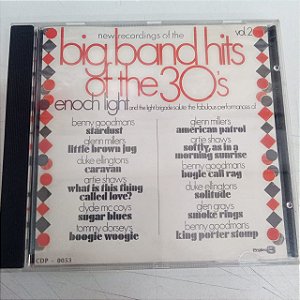 new recordings of the
vol.2
big band hits
of the 30's
enoch light and the light brigade salute the fabulous performances of
benny goodman's
stardust
glenn miller's
little brown jug
duke ellington's
caravan
artie shaw's
what is this thing
called love?
clyde mc coy's
sugar blues
tommy dorsey's
boogie woogie
glenn miller's
american patrol
artie shaw's
softly, as in a
morning sunrise
benny goodman's
bugle call rag
duke ellington's
solitude
glen gray's
smoke rings
benny goodman's
king porter stomp
CDP - 0033